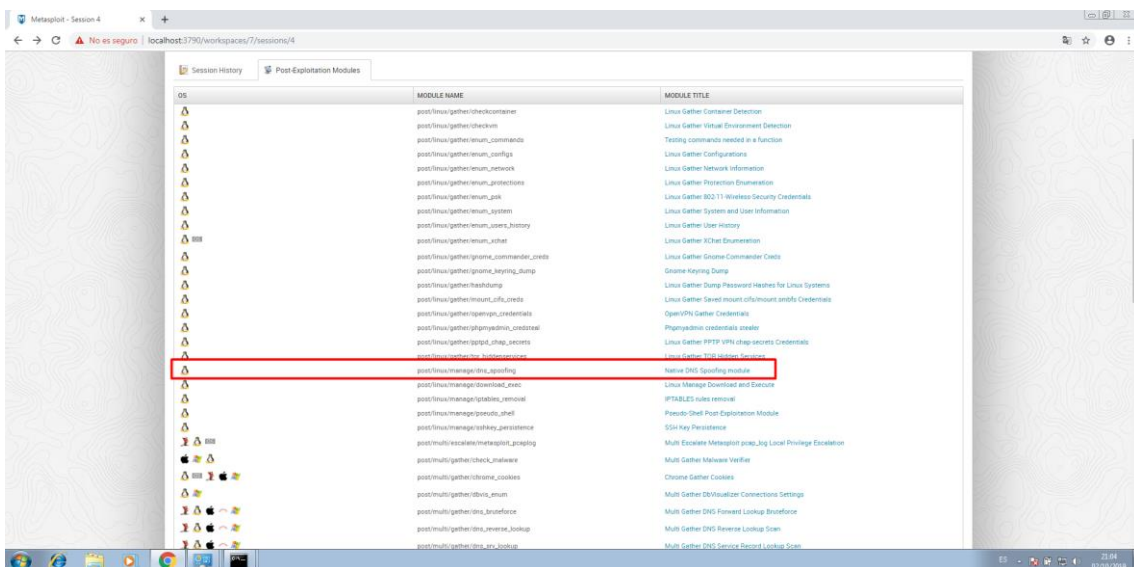 Metasploit - Session 4
No es seguro | localhost:3790/workspaces/7/sessions/4
Session History Post-Exploitation Modules
OS MODULE NAME MODULE TITLE
post/linux/gather/checkcontainer Linux Gather Container Detection
post/linux/gather/checkvm Linux Gather Virtual Environment Detection
post/linux/gather/enum_commands Testing commands needed in a function
post/linux/gather/enum_configs Linux Gather Configurations
post/linux/gather/enum_network Linux Gather Network Information
post/linux/gather/enum_protections Linux Gather Protection Enumeration
post/linux/gather/enum_psk Linux Gather 802-11-Wireless-Security Credentials
post/linux/gather/enum_system Linux Gather System and User Information
post/linux/gather/enum_users_history Linux Gather User History
post/linux/gather/enum_xchat Linux Gather XChat Enumeration
post/linux/gather/gnome_commander_creds Linux Gather Gnome-Commander Creds
post/linux/gather/gnome_keyring_dump Gnome-Keyring Dump
post/linux/gather/hashdump Linux Gather Dump Password Hashes for Linux Systems
post/linux/gather/mount_cifs_creds Linux Gather Saved mount.cifs/mount.smbfs Credentials
post/linux/gather/openvpn_credentials OpenVPN Gather Credentials
post/linux/gather/phpmyadmin_credsteal Phpmyadmin credentials stealer
post/linux/gather/pptpd_chap_secrets Linux Gather PPTP VPN chap-secrets Credentials
post/linux/gather/tor_hiddenservices Linux Gather TOR Hidden Services
post/linux/manage/dns_spoofing Native DNS Spoofing module
post/linux/manage/download_exec Linux Manage Download and Execute
post/linux/manage/iptables_removal IPTABLES rules removal
post/linux/manage/pseudo_shell Pseudo-Shell Post-Exploitation Module
post/linux/manage/sshkey_persistence SSH Key Persistence
post/multi/escalate/metasploit_pcaplog Multi Escalate Metasploit pcap_log Local Privilege Escalation
post/multi/gather/check_malware Multi Gather Malware Verifier
post/multi/gather/chrome_cookies Chrome Gather Cookies
post/multi/gather/dbvis_enum Multi Gather DbVisualizer Connections Settings
post/multi/gather/dns_bruteforce Multi Gather DNS Forward Lookup Bruteforce
post/multi/gather/dns_reverse_lookup Multi Gather DNS Reverse Lookup Scan
post/multi/gather/dns_srv_lookup Multi Gather DNS Service Record Lookup Scan
ES 21:04